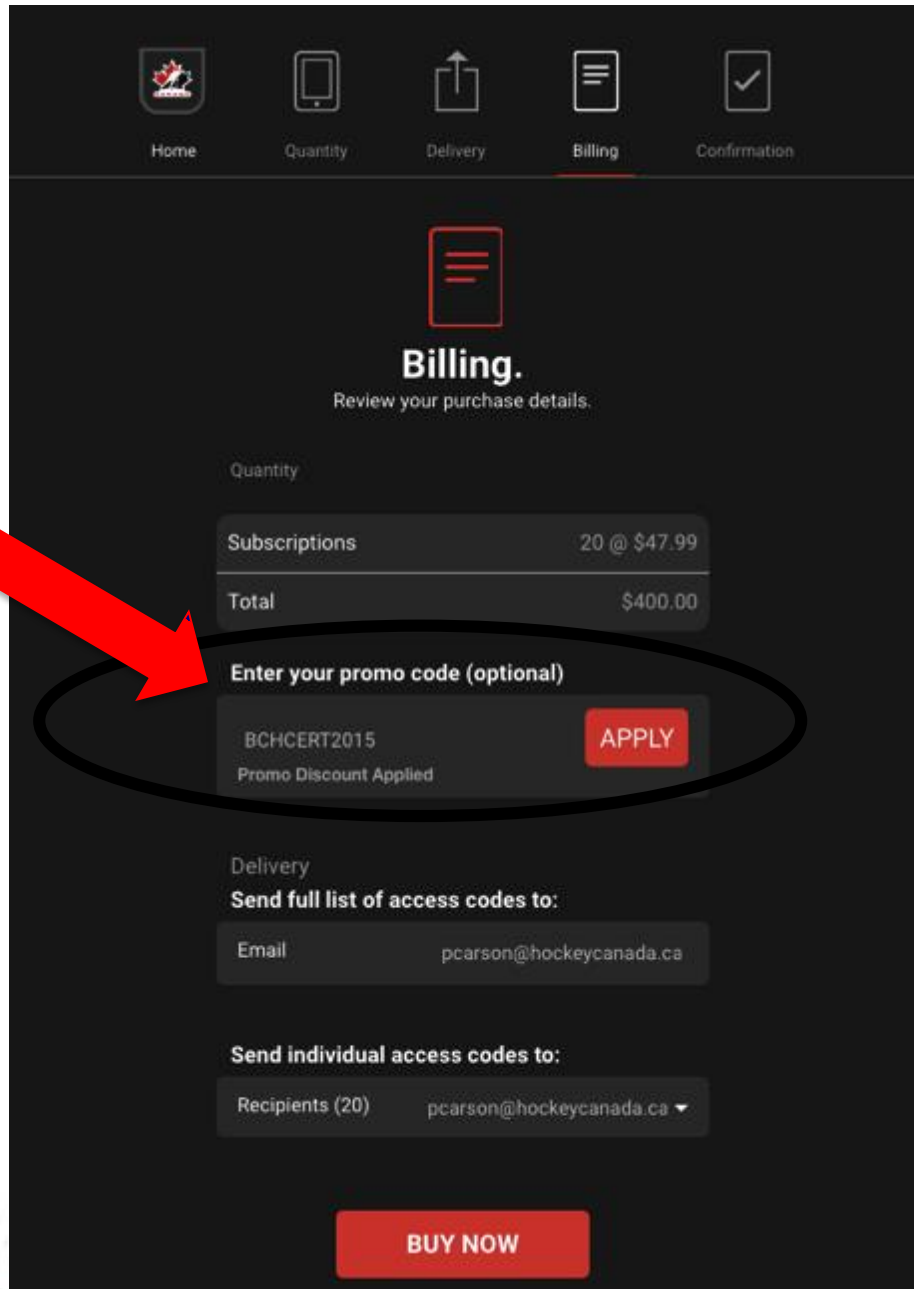 Home Quantity Delivery Billing Confirmation
Billing.
Review your purchase details.
Quantity
Subscriptions 20 @ $47.99
Total $400.00
Enter your promo code (optional)
BCHCERT2015 APPLY
Promo Discount Applied
Delivery
Send full list of access codes to:
Email pcarson@hockeycanada.ca
Send individual access codes to:
Recipients (20) pcarson@hockeycanada.ca
BUY NOW